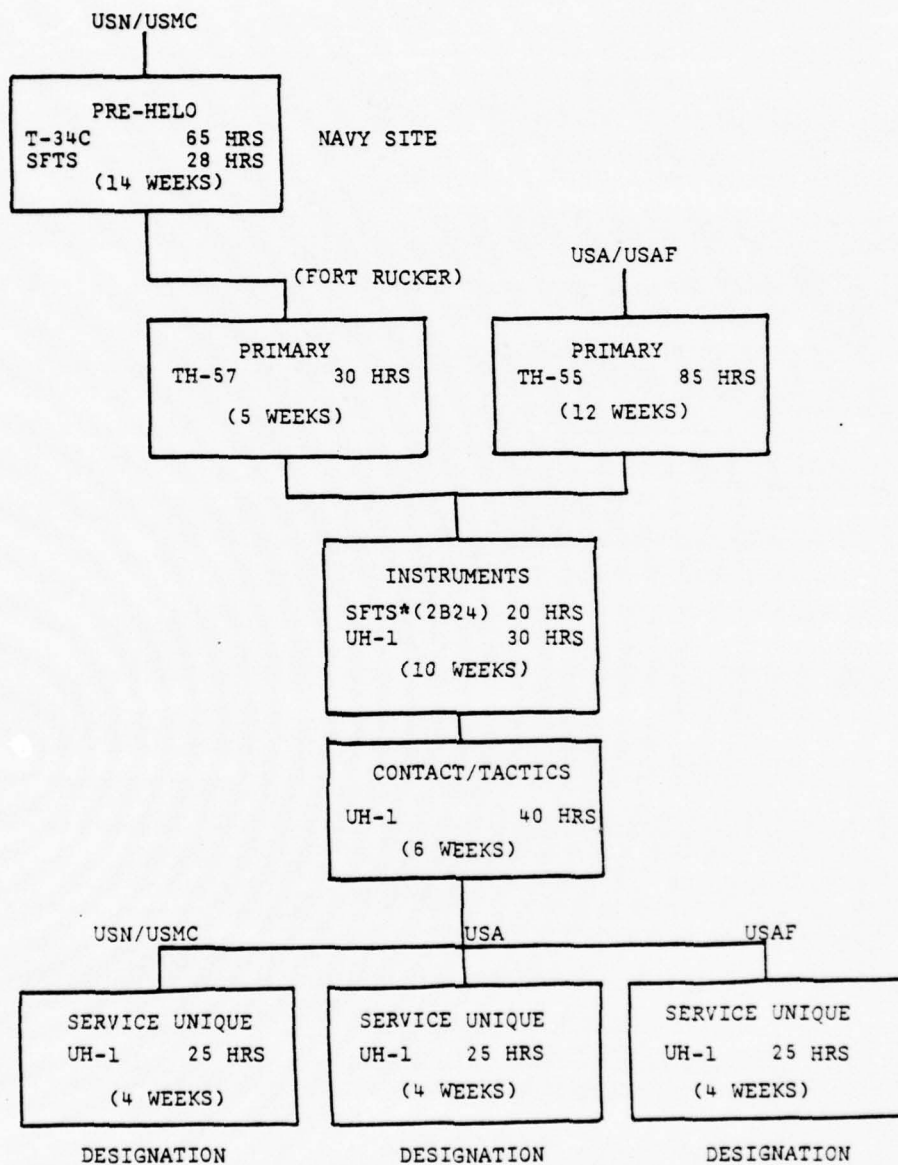 USN/USMC
PRE-HELO
T-34C 65 HRS
SFTS 28 HRS
(14 WEEKS)
NAVY SITE
(FORT RUCKER)
USA/USAF
PRIMARY
TH-57 30 HRS
(5 WEEKS)
PRIMARY
TH-55 85 HRS
(12 WEEKS)
INSTRUMENTS
SFTS*(2B24) 20 HRS
UH-1 30 HRS
(10 WEEKS)
CONTACT/TACTICS
UH-1 40 HRS
(6 WEEKS)
USN/USMC
USA
USAF
SERVICE UNIQUE
UH-1 25 HRS
(4 WEEKS)
SERVICE UNIQUE
UH-1 25 HRS
(4 WEEKS)
SERVICE UNIQUE
UH-1 25 HRS
(4 WEEKS)
DESIGNATION
DESIGNATION
DESIGNATION